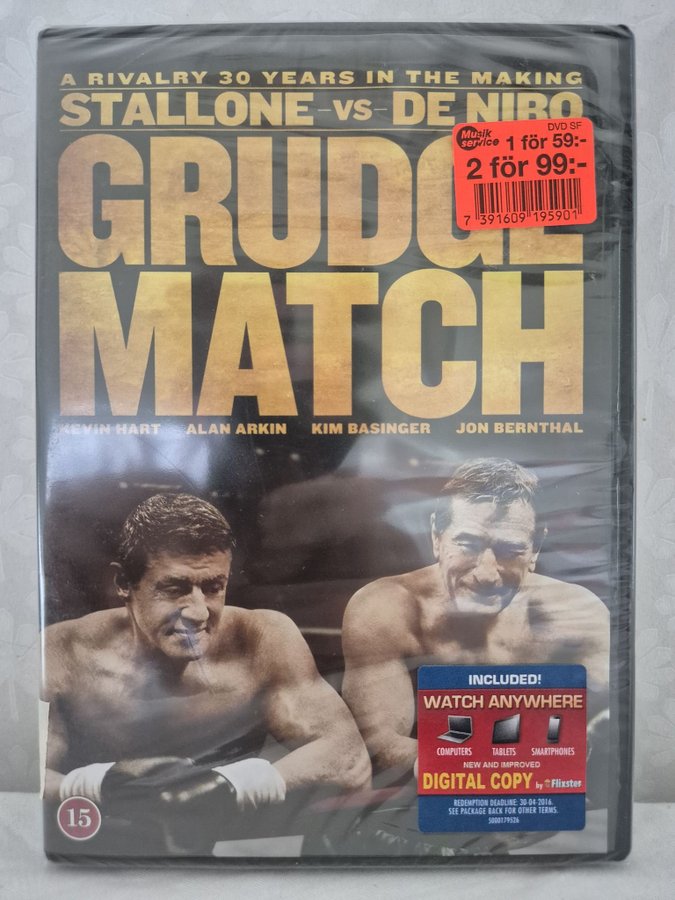 A RIVALRY 30 YEARS IN THE MAKING
STALLONE -VS- DE NIRO
GRUDGE
MATCH
Musik
service
DVD SF
1 för 59:-
2 för 99:-
7 391609 195901
KEVIN HART ALAN ARKIN KIM BASINGER JON BERNTHAL
INCLUDED!
WATCH ANYWHERE
COMPUTERS TABLETS SMARTPHONES
NEW AND IMPROVED
DIGITAL COPY by Flixster
REDEMPTION DEADLINE: 30-04-2016.
SEE PACKAGE BACK FOR OTHER TERMS.
5000179526
15